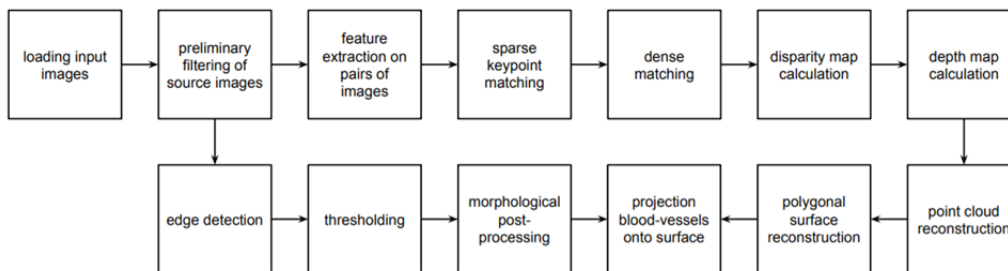 loading input
images
preliminary
filtering of
source images
feature
extraction on
pairs of
images
sparse
keypoint
matching
dense
matching
disparity map
calculation
depth map
calculation
edge detection
thresholding
morphological
post-
processing
projection
blood-vessels
onto surface
polygonal
surface
reconstruction
point cloud
reconstruction